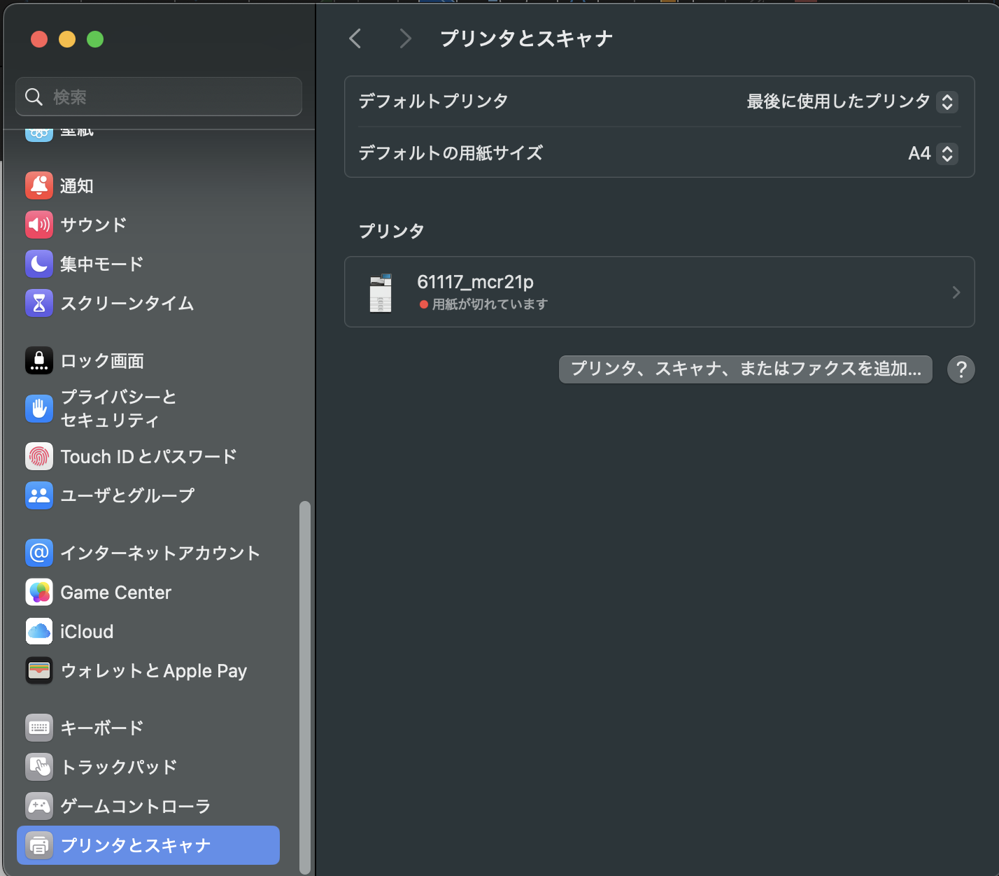 検索
壁紙
通知
サウンド
集中モード
スクリーンタイム
ロック画面
プライバシーと
セキュリティ
Touch IDとパスワード
ユーザとグループ
インターネットアカウント
Game Center
iCloud
ウォレットとApple Pay
キーボード
トラックパッド
ゲームコントローラ
プリンタとスキャナ
プリンタとスキャナ
デフォルトプリンタ 最後に使用したプリンタ
デフォルトの用紙サイズ A4
プリンタ
61117_mcr21p
用紙が切れています
プリンタ、スキャナ、またはファクスを追加... ?